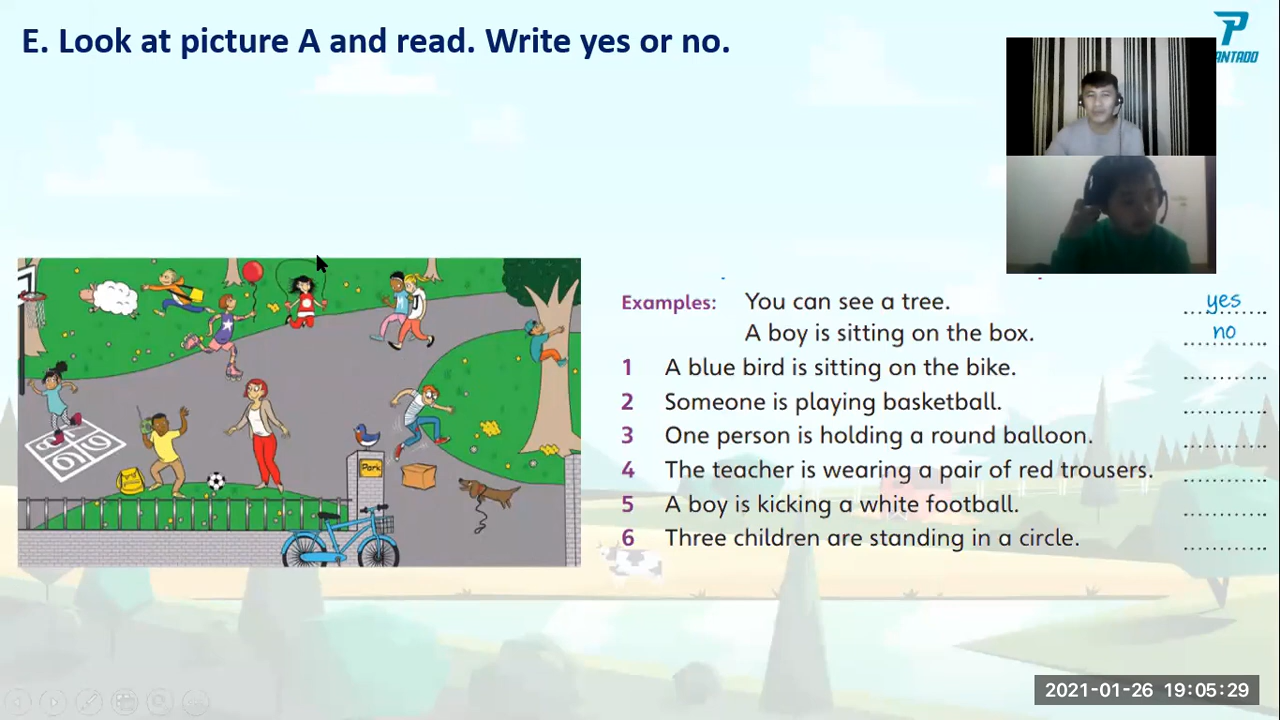 E. Look at picture A and read. Write yes or no.
P
ANTADO
Examples: You can see a tree. yes
A boy is sitting on the box. no
1 A blue bird is sitting on the bike.
2 Someone is playing basketball.
3 One person is holding a round balloon.
4 The teacher is wearing a pair of red trousers.
5 A boy is kicking a white football.
6 Three children are standing in a circle.
Park
2021-01-26 19:05:29